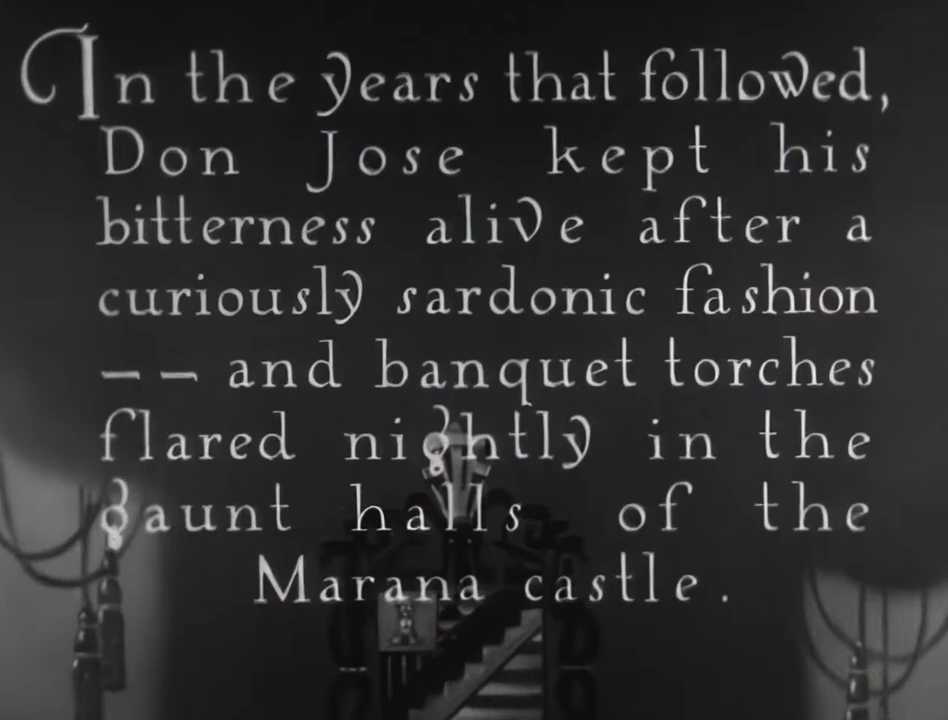 In the years that followed,
Don Jose kept his
bitterness alive after a
curiously sardonic fashion
-- and banquet torches
flared nightly in the
gaunt halls of the
Marana castle.